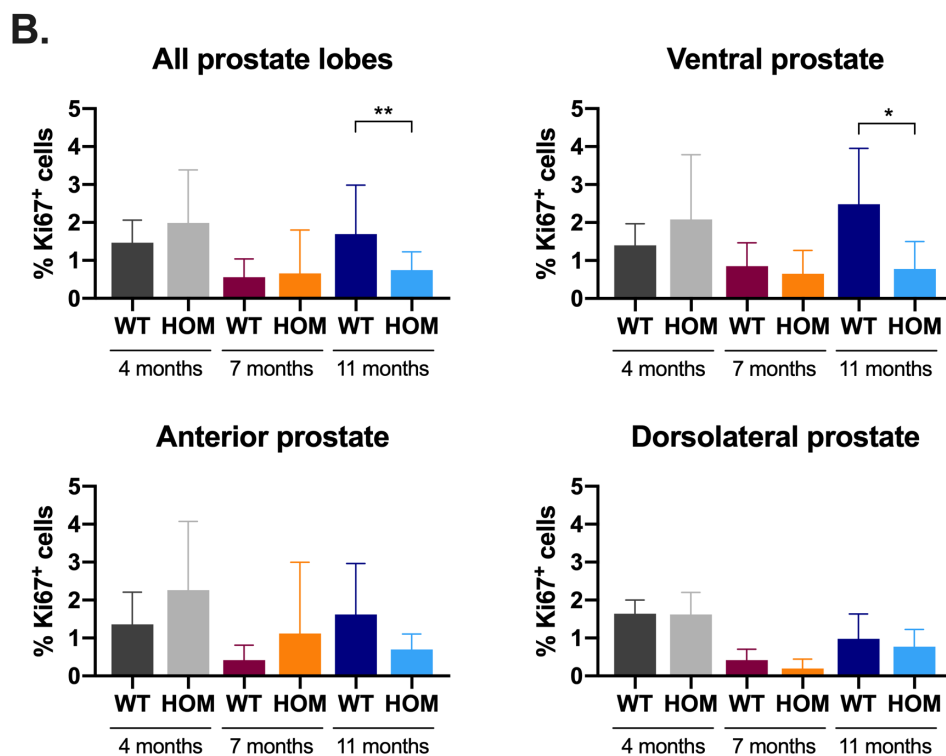 B.
All prostate lobes
% Ki67⁺ cells
5
4
3
2
1
0
**
WT HOM WT HOM WT HOM
4 months 7 months 11 months
Ventral prostate
% Ki67⁺ cells
5
4
3
2
1
0
*
WT HOM WT HOM WT HOM
4 months 7 months 11 months
Anterior prostate
% Ki67⁺ cells
5
4
3
2
1
0
WT HOM WT HOM WT HOM
4 months 7 months 11 months
Dorsolateral prostate
% Ki67⁺ cells
5
4
3
2
1
0
WT HOM WT HOM WT HOM
4 months 7 months 11 months